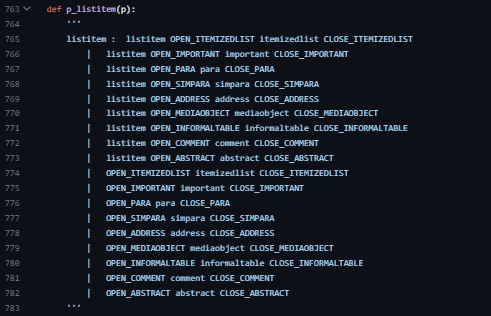 763 def p_listitem(p):
764 '''
765 listitem : listitem OPEN_ITEMIZEDLIST itemizedlist CLOSE_ITEMIZEDLIST
766 | listitem OPEN_IMPORTANT important CLOSE_IMPORTANT
767 | listitem OPEN_PARA para CLOSE_PARA
768 | listitem OPEN_SIMPARA simpara CLOSE_SIMPARA
769 | listitem OPEN_ADDRESS address CLOSE_ADDRESS
770 | listitem OPEN_MEDIAOBJECT mediaobject CLOSE_MEDIAOBJECT
771 | listitem OPEN_INFORMALTABLE informaltable CLOSE_INFORMALTABLE
772 | listitem OPEN_COMMENT comment CLOSE_COMMENT
773 | listitem OPEN_ABSTRACT abstract CLOSE_ABSTRACT
774 | OPEN_ITEMIZEDLIST itemizedlist CLOSE_ITEMIZEDLIST
775 | OPEN_IMPORTANT important CLOSE_IMPORTANT
776 | OPEN_PARA para CLOSE_PARA
777 | OPEN_SIMPARA simpara CLOSE_SIMPARA
778 | OPEN_ADDRESS address CLOSE_ADDRESS
779 | OPEN_MEDIAOBJECT mediaobject CLOSE_MEDIAOBJECT
780 | OPEN_INFORMALTABLE informaltable CLOSE_INFORMALTABLE
781 | OPEN_COMMENT comment CLOSE_COMMENT
782 | OPEN_ABSTRACT abstract CLOSE_ABSTRACT
783 '''